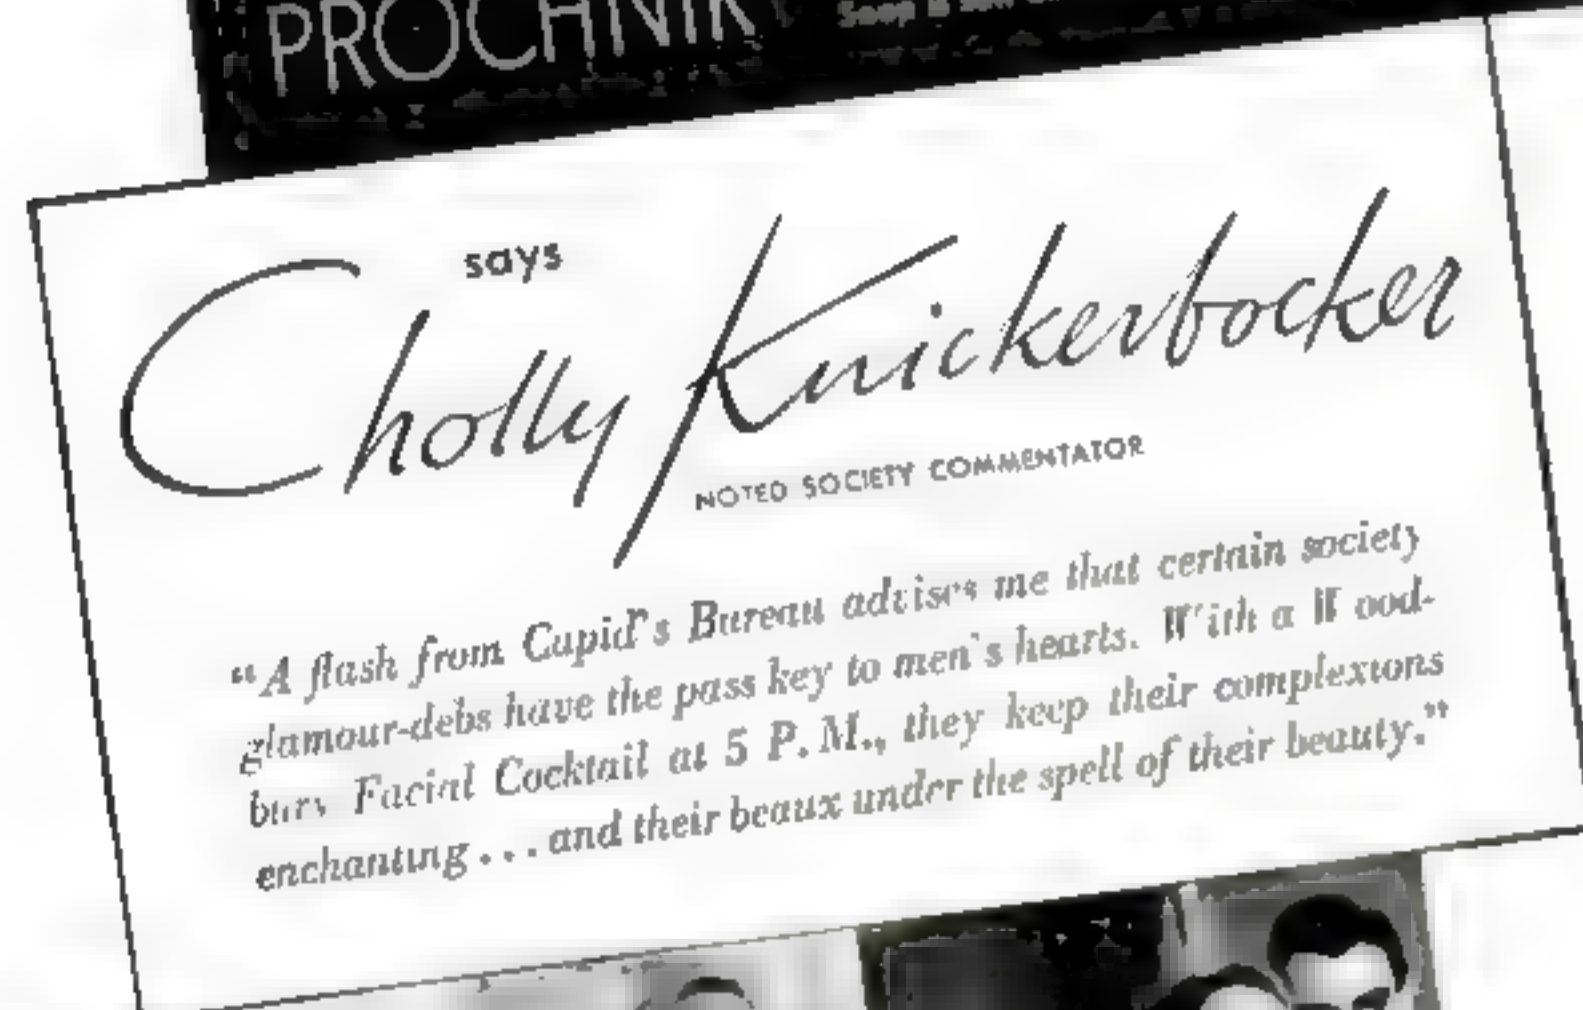 PROCHNIK
says
Cholly Knickerbocker
NOTED SOCIETY COMMENTATOR
"A flash from Cupid's Bureau advises me that certain society
glamour-debs have the pass key to men's hearts. With a Wood-
bury Facial Cocktail at 5 P. M., they keep their complexions
enchanting...and their beaux under the spell of their beauty."